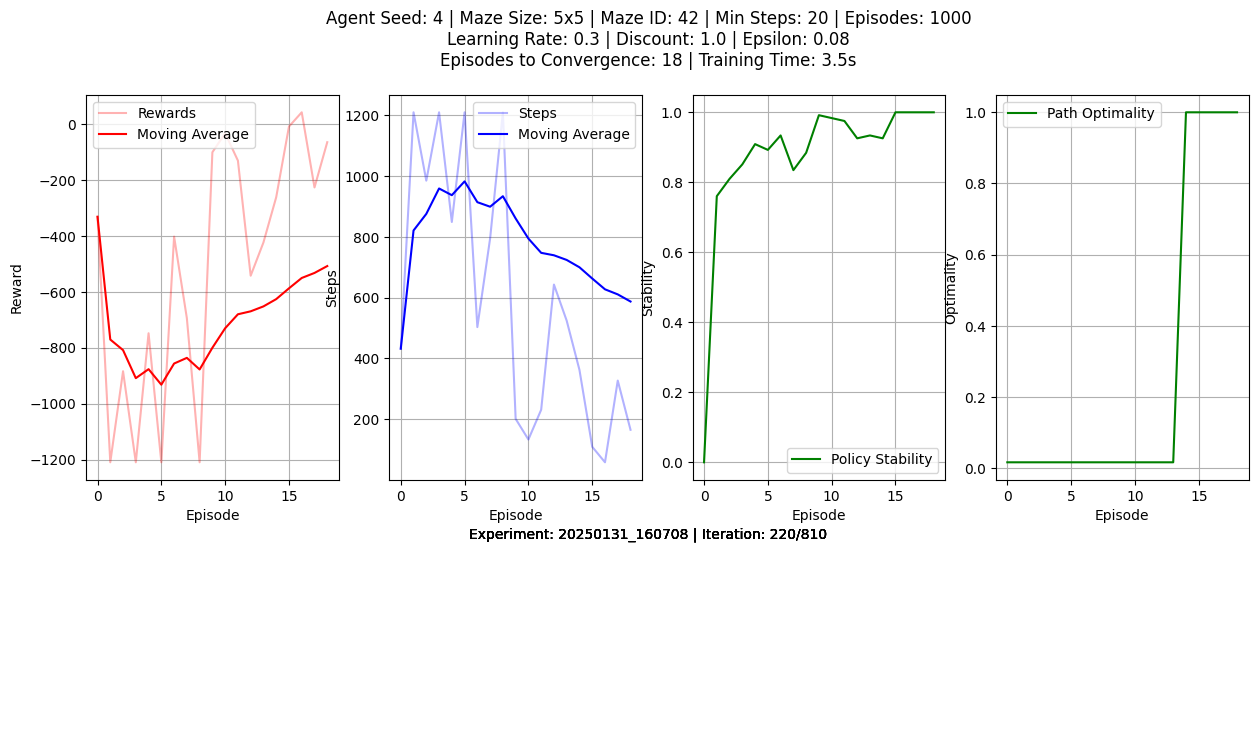 Agent Seed: 4 | Maze Size: 5x5 | Maze ID: 42 | Min Steps: 20 | Episodes: 1000
Learning Rate: 0.3 | Discount: 1.0 | Epsilon: 0.08
Episodes to Convergence: 18 | Training Time: 3.5s
Rewards
Moving Average
0
−200
−400
−600
−800
−1000
−1200
Reward
0 5 10 15
Episode
Steps
Moving Average
1200
1000
800
600
400
200
Steps
0 5 10 15
Episode
1.0
0.8
0.6
0.4
0.2
0.0
Stability
Policy Stability
0 5 10 15
Episode
Path Optimality
1.0
0.8
0.6
0.4
0.2
0.0
Optimality
0 5 10 15
Episode
Experiment: 20250131_160708 | Iteration: 220/810